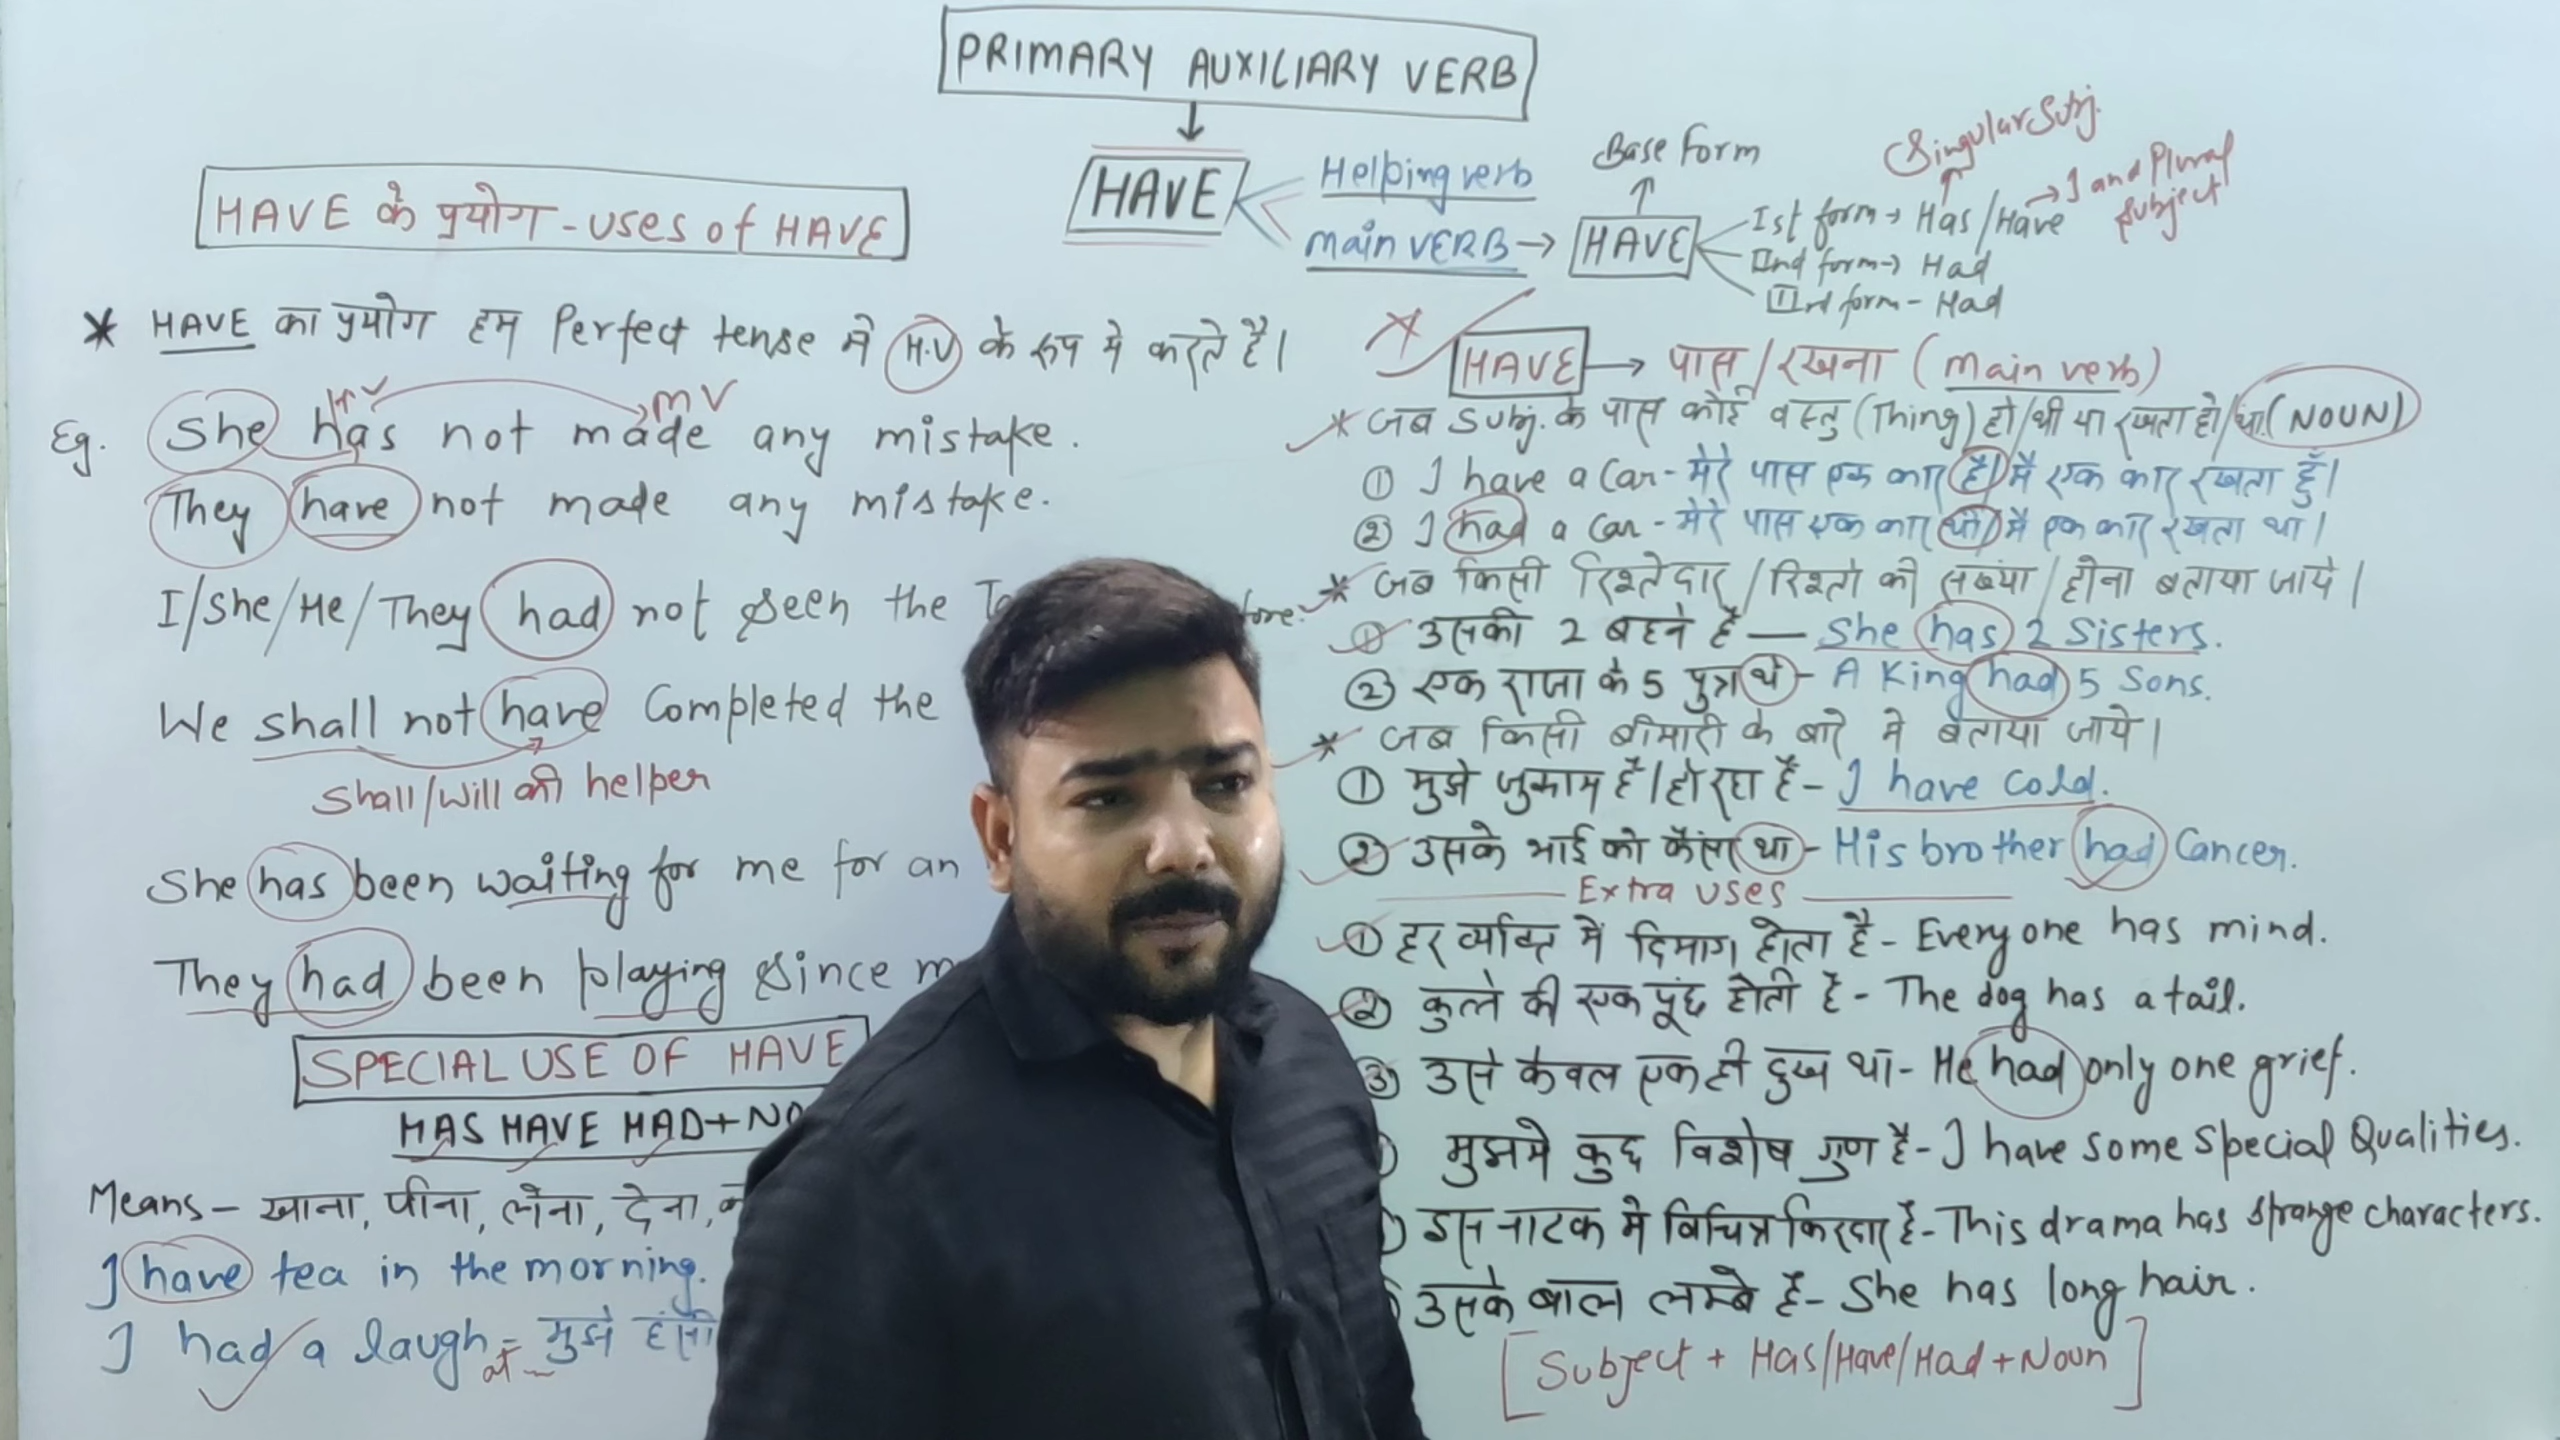 PRIMARY AUXILIARY VERB
HAVE
Helping verb
main VERB → HAVE
Base Form
Singular Subj.
Ist form → Has/Have → I and Plural Subject
IInd form → Had
IIIrd form - Had
HAVE के प्रयोग - uses of HAVE
* HAVE का प्रयोग हम Perfect tense मे H.V के रूप मे करते है।
H V
m V
Eg. She has not made any mistake.
They have not made any mistake.
I/She/He/They had not seen the
We shall not have Completed the
Shall/Will की helper
She has been waiting for me for an
They had been playing since
SPECIAL USE OF HAVE
HAS HAVE HAD+NO
Means - खाना, पीना, लेना, देना,
I have tea in the morning.
I had a laugh = मुझे हंसी
at
HAVE → पास/रखना (main verb)
* जब Subj. के पास कोई वस्तु (Thing) हो/थी या रखता हो/था (NOUN)
① I have a Car - मेरे पास एक कार है। मै एक कार रखता हुँ।
② I had a Car - मेरे पास एक कार थी। मै एक कार रखता था।
* जब किसी रिश्तेदार/रिश्तो की संख्या/होना बताया जाये।
① उसकी 2 बहने है — She has 2 Sisters.
② एक राजा के 5 पुत्र थे - A King had 5 Sons.
* जब किसी बीमारी के बारे मे बताया जाये।
① मुझे जुकाम है/हो रहा है - I have cold.
② उसके भाई को कैंसर था - His brother had Cancer.
Extra uses
① हर व्यक्ति में दिमाग होता है - Everyone has mind.
② कुत्ते की एक पूंछ होती है - The dog has a tail.
③ उसे केवल एक ही दुख था - He had only one grief.
मुझमे कुछ विशेष गुण है - I have some special Qualities.
इस नाटक मे विचित्र किरदार है - This drama has strange characters.
उसके बाल लम्बे है - She has long hair.
[Subject + Has/Have/Had + Noun]